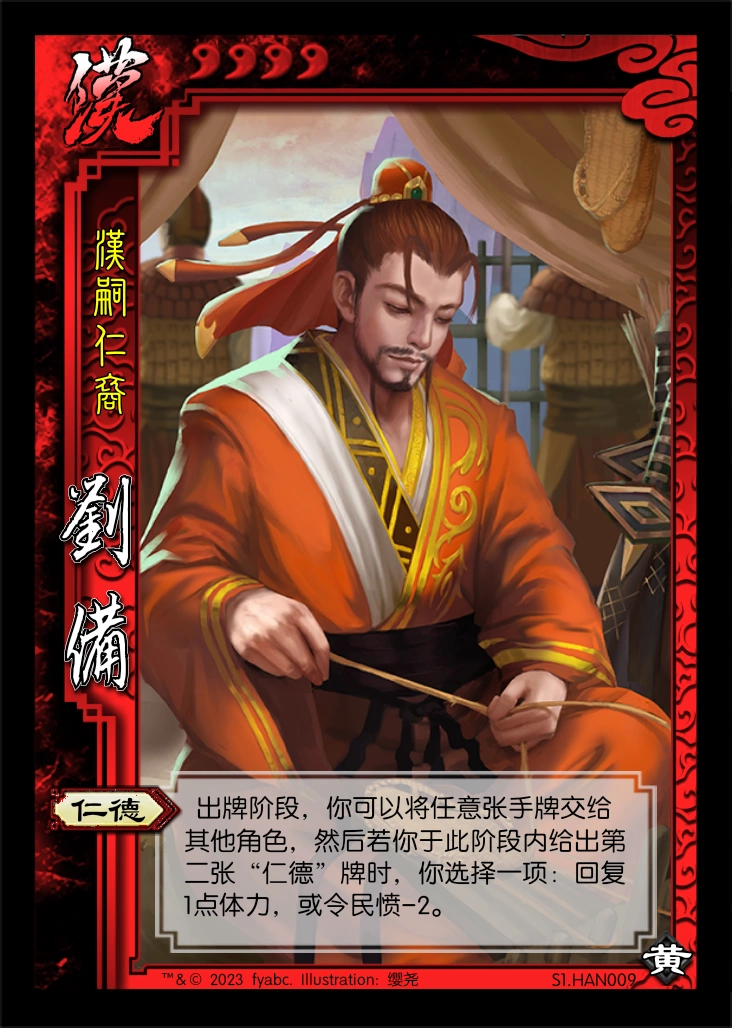 漢嗣仁裔
劉備
仁德
出牌阶段，你可以将任意张手牌交给
其他角色，然后若你于此阶段内给出第
二张“仁德”牌时，你选择一项：回复
1点体力，或令民愤-2。
黄
™&© 2023 fyabc. Illustration: 缨尧
S1.HAN009